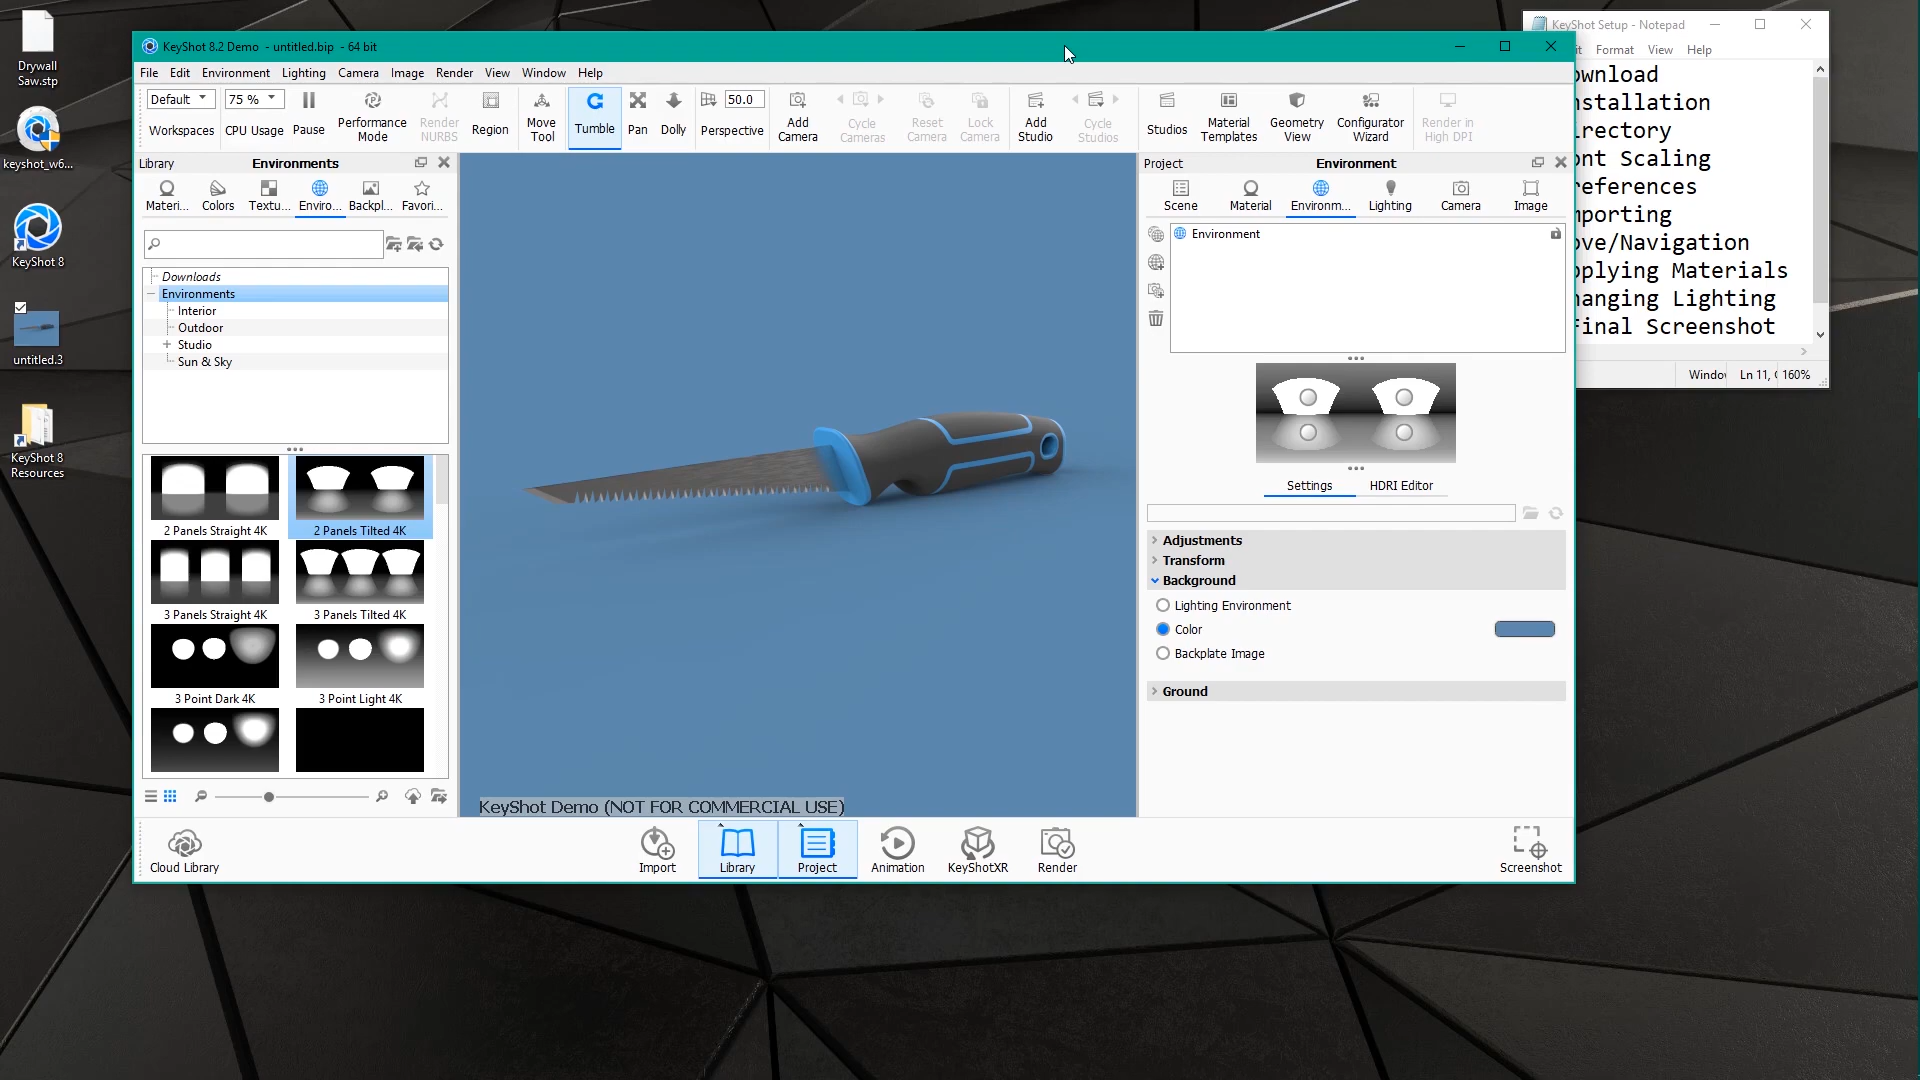 Drywall
Saw.stp
keyshot_w6...
KeyShot 8
untitled.3
KeyShot 8
Resources
KeyShot 8.2 Demo - untitled.bip - 64 bit
File Edit Environment Lighting Camera Image Render View Window Help
Default
Workspaces
75 %
CPU Usage
Pause
Performance
Mode
Render
NURBS
Region
Move
Tool
Tumble
Pan
Dolly
50.0
Perspective
Add
Camera
Cycle
Cameras
Reset
Camera
Lock
Camera
Add
Studio
Cycle
Studios
Studios
Material
Templates
Geometry
View
Configurator
Wizard
Render in
High DPI
Library Environments
Materi... Colors Textu... Enviro... Backpl... Favori...
Downloads
Environments
Interior
Outdoor
Studio
Sun & Sky
2 Panels Straight 4K 2 Panels Tilted 4K
3 Panels Straight 4K 3 Panels Tilted 4K
3 Point Dark 4K 3 Point Light 4K
KeyShot Demo (NOT FOR COMMERCIAL USE)
Project Environment
Scene Material Environm... Lighting Camera Image
Environment
Settings HDRI Editor
Adjustments
Transform
Background
Lighting Environment
Color
Backplate Image
Ground
Cloud Library Import Library Project Animation KeyShotXR Render Screenshot
KeyShot Setup - Notepad
it Format View Help
ownload
nstallation
irectory
ont Scaling
references
mporting
ove/Navigation
pplying Materials
hanging Lighting
Final Screenshot
Window Ln 11, C 160%